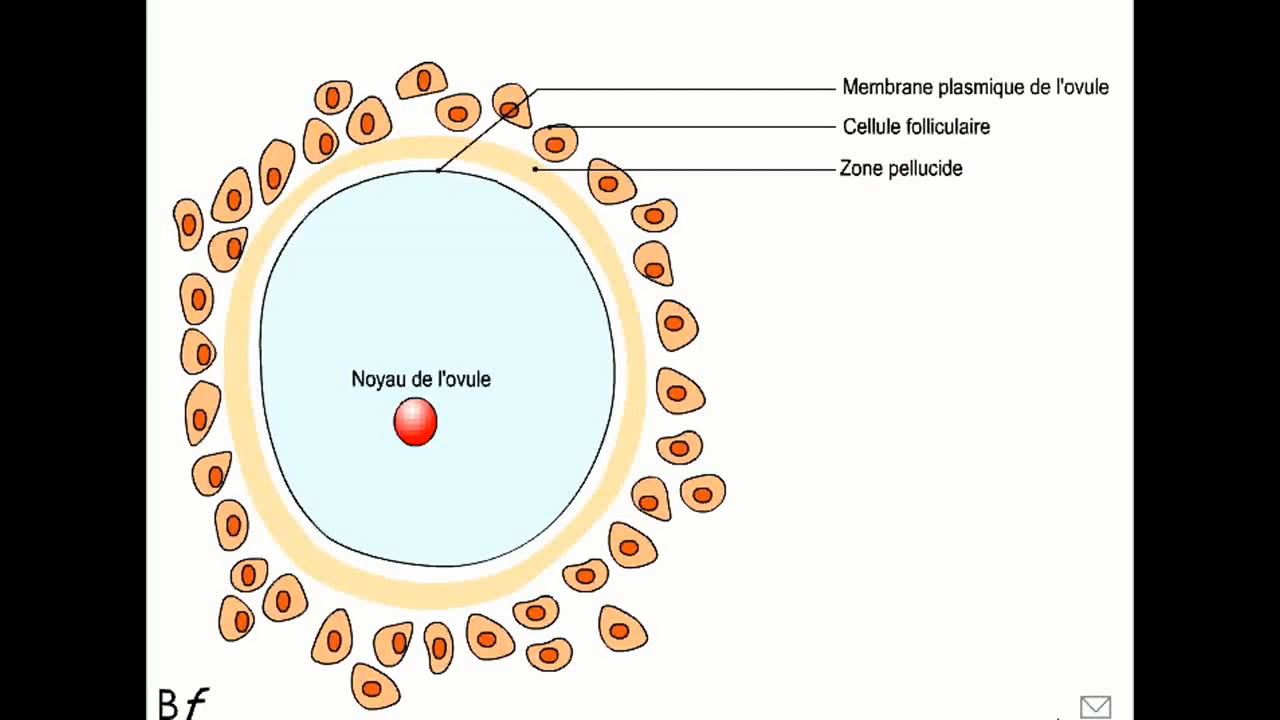 Membrane plasmique de l'ovule
Cellule folliculaire
Zone pellucide
Noyau de l'ovule
Bf